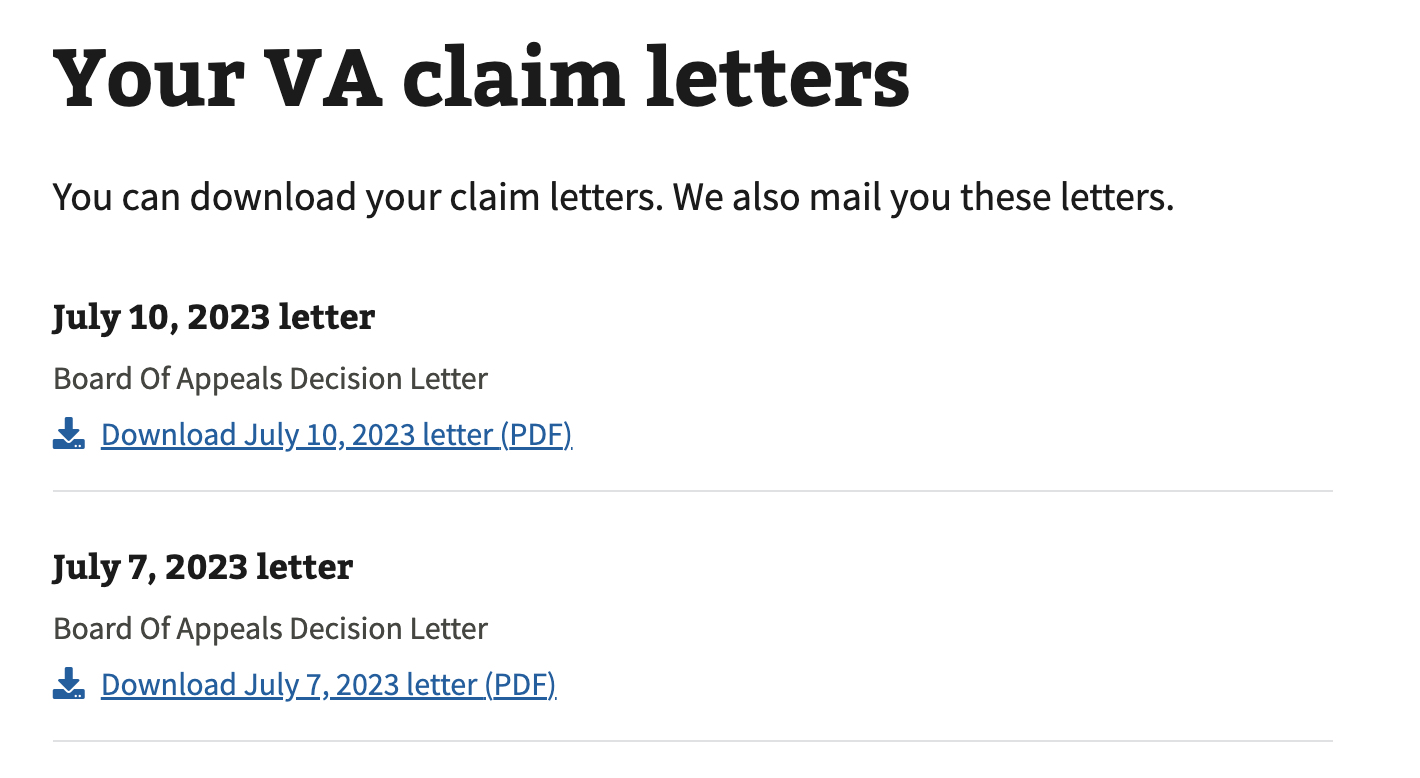 Your VA claim letters
You can download your claim letters. We also mail you these letters.
July 10, 2023 letter
Board Of Appeals Decision Letter
Download July 10, 2023 letter (PDF)
July 7, 2023 letter
Board Of Appeals Decision Letter
Download July 7, 2023 letter (PDF)